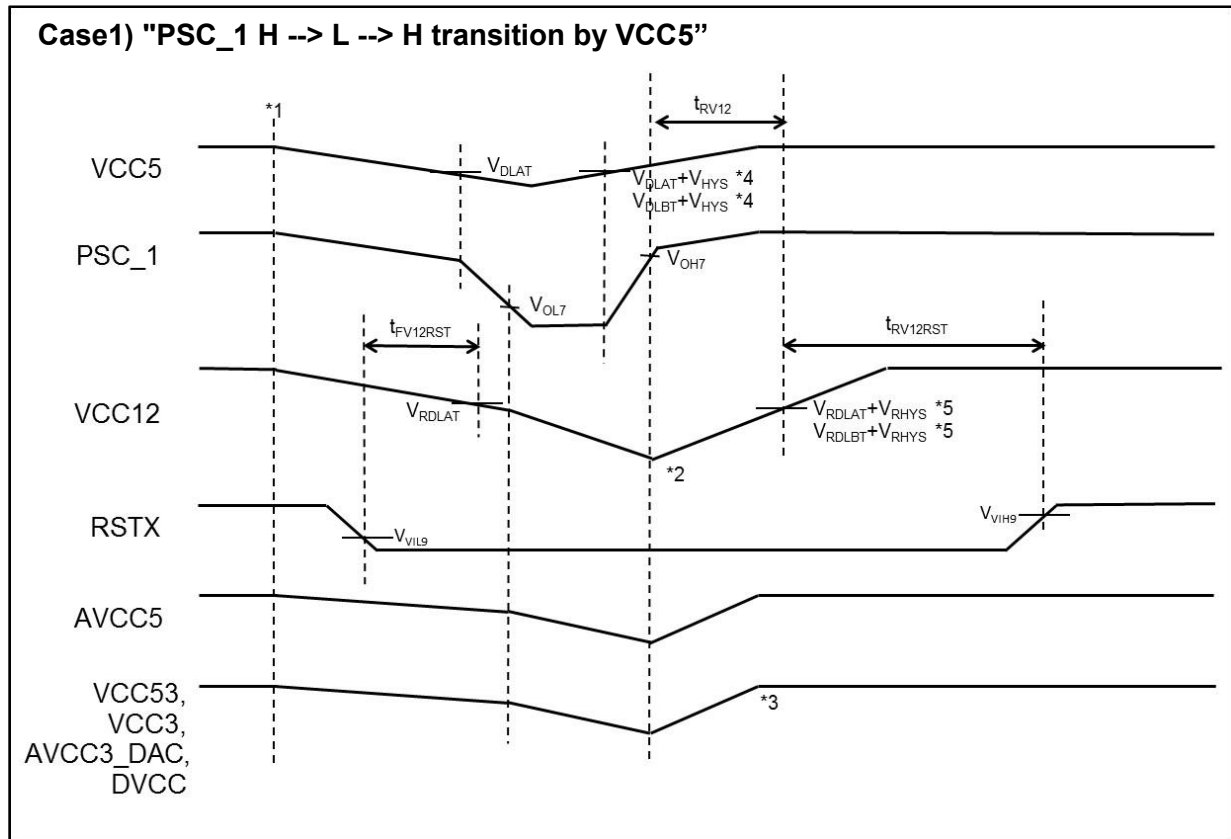 Case1) "PSC_1 H --> L --> H transition by VCC5”
*1
tRV12
VCC5
VDLAT
VDLAT+VHYS *4
VDLBT+VHYS *4
PSC_1
VOH7
VOL7
tFV12RST
tRV12RST
VCC12
VRDLAT
VRDLAT+VRHYS *5
VRDLBT+VRHYS *5
*2
RSTX
VVIL9
VVIH9
AVCC5
VCC53,
VCC3,
AVCC3_DAC,
DVCC
*3